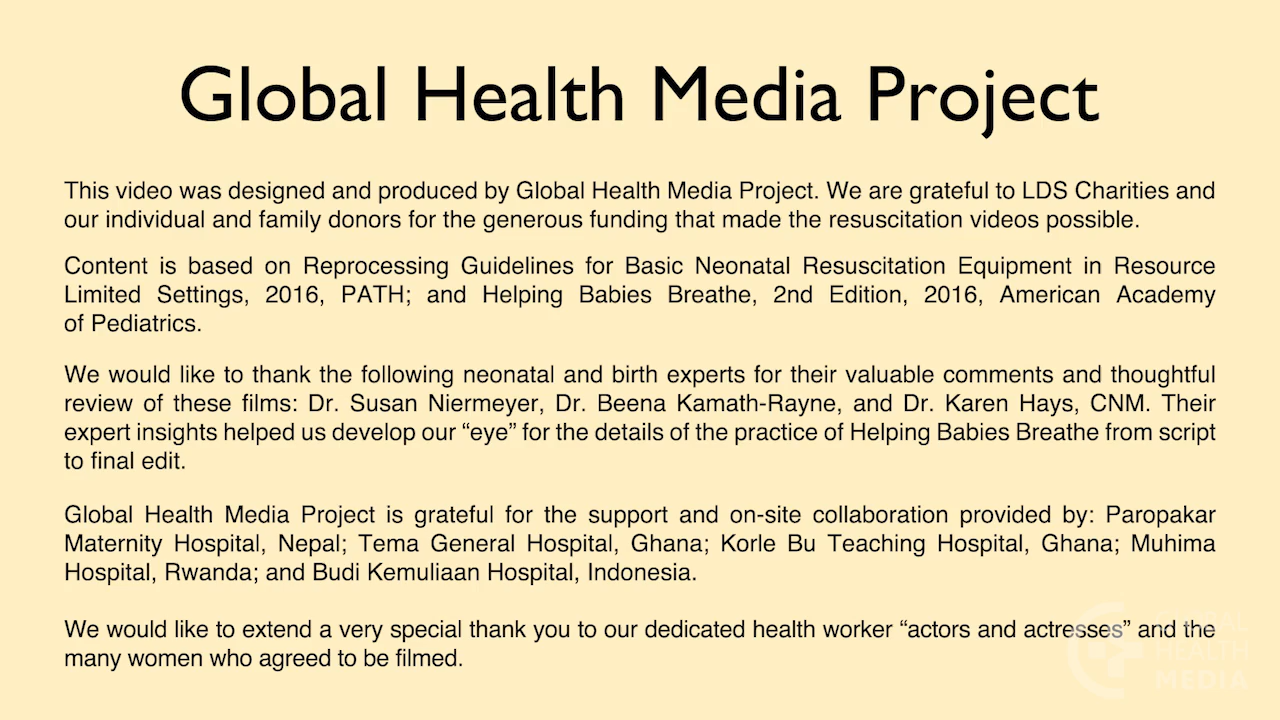 Global Health Media Project
This video was designed and produced by Global Health Media Project. We are grateful to LDS Charities and
our individual and family donors for the generous funding that made the resuscitation videos possible.
Content is based on Reprocessing Guidelines for Basic Neonatal Resuscitation Equipment in Resource
Limited Settings, 2016, PATH; and Helping Babies Breathe, 2nd Edition, 2016, American Academy
of Pediatrics.
We would like to thank the following neonatal and birth experts for their valuable comments and thoughtful
review of these films: Dr. Susan Niermeyer, Dr. Beena Kamath-Rayne, and Dr. Karen Hays, CNM. Their
expert insights helped us develop our “eye” for the details of the practice of Helping Babies Breathe from script
to final edit.
Global Health Media Project is grateful for the support and on-site collaboration provided by: Paropakar
Maternity Hospital, Nepal; Tema General Hospital, Ghana; Korle Bu Teaching Hospital, Ghana; Muhima
Hospital, Rwanda; and Budi Kemuliaan Hospital, Indonesia.
We would like to extend a very special thank you to our dedicated health worker “actors and actresses” and the
many women who agreed to be filmed.
GLOBAL
HEALTH
MEDIA